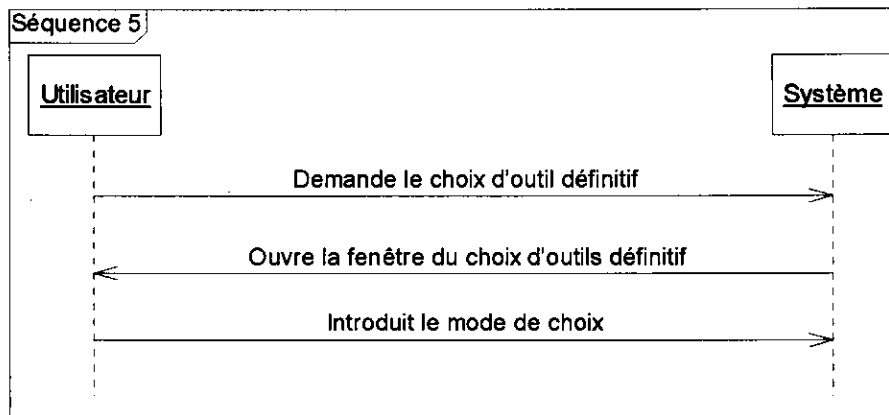 Séquence 5
Utilisateur
Système
Demande le choix d'outil définitif
Ouvre la fenêtre du choix d'outils définitif
Introduit le mode de choix